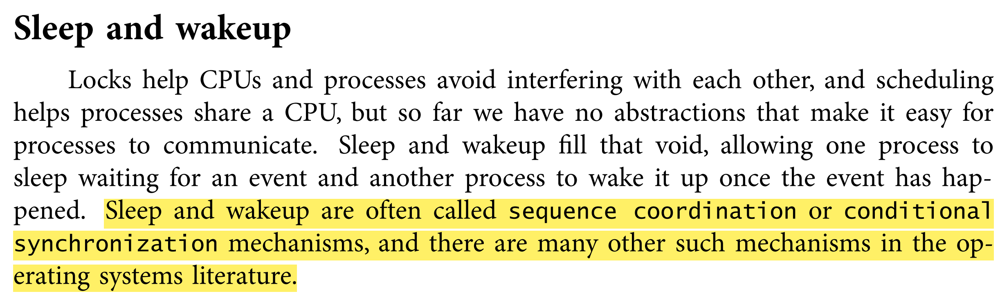 Sleep and wakeup
Locks help CPUs and processes avoid interfering with each other, and scheduling
helps processes share a CPU, but so far we have no abstractions that make it easy for
processes to communicate. Sleep and wakeup fill that void, allowing one process to
sleep waiting for an event and another process to wake it up once the event has hap-
pened. Sleep and wakeup are often called sequence coordination or conditional
synchronization mechanisms, and there are many other such mechanisms in the op-
erating systems literature.